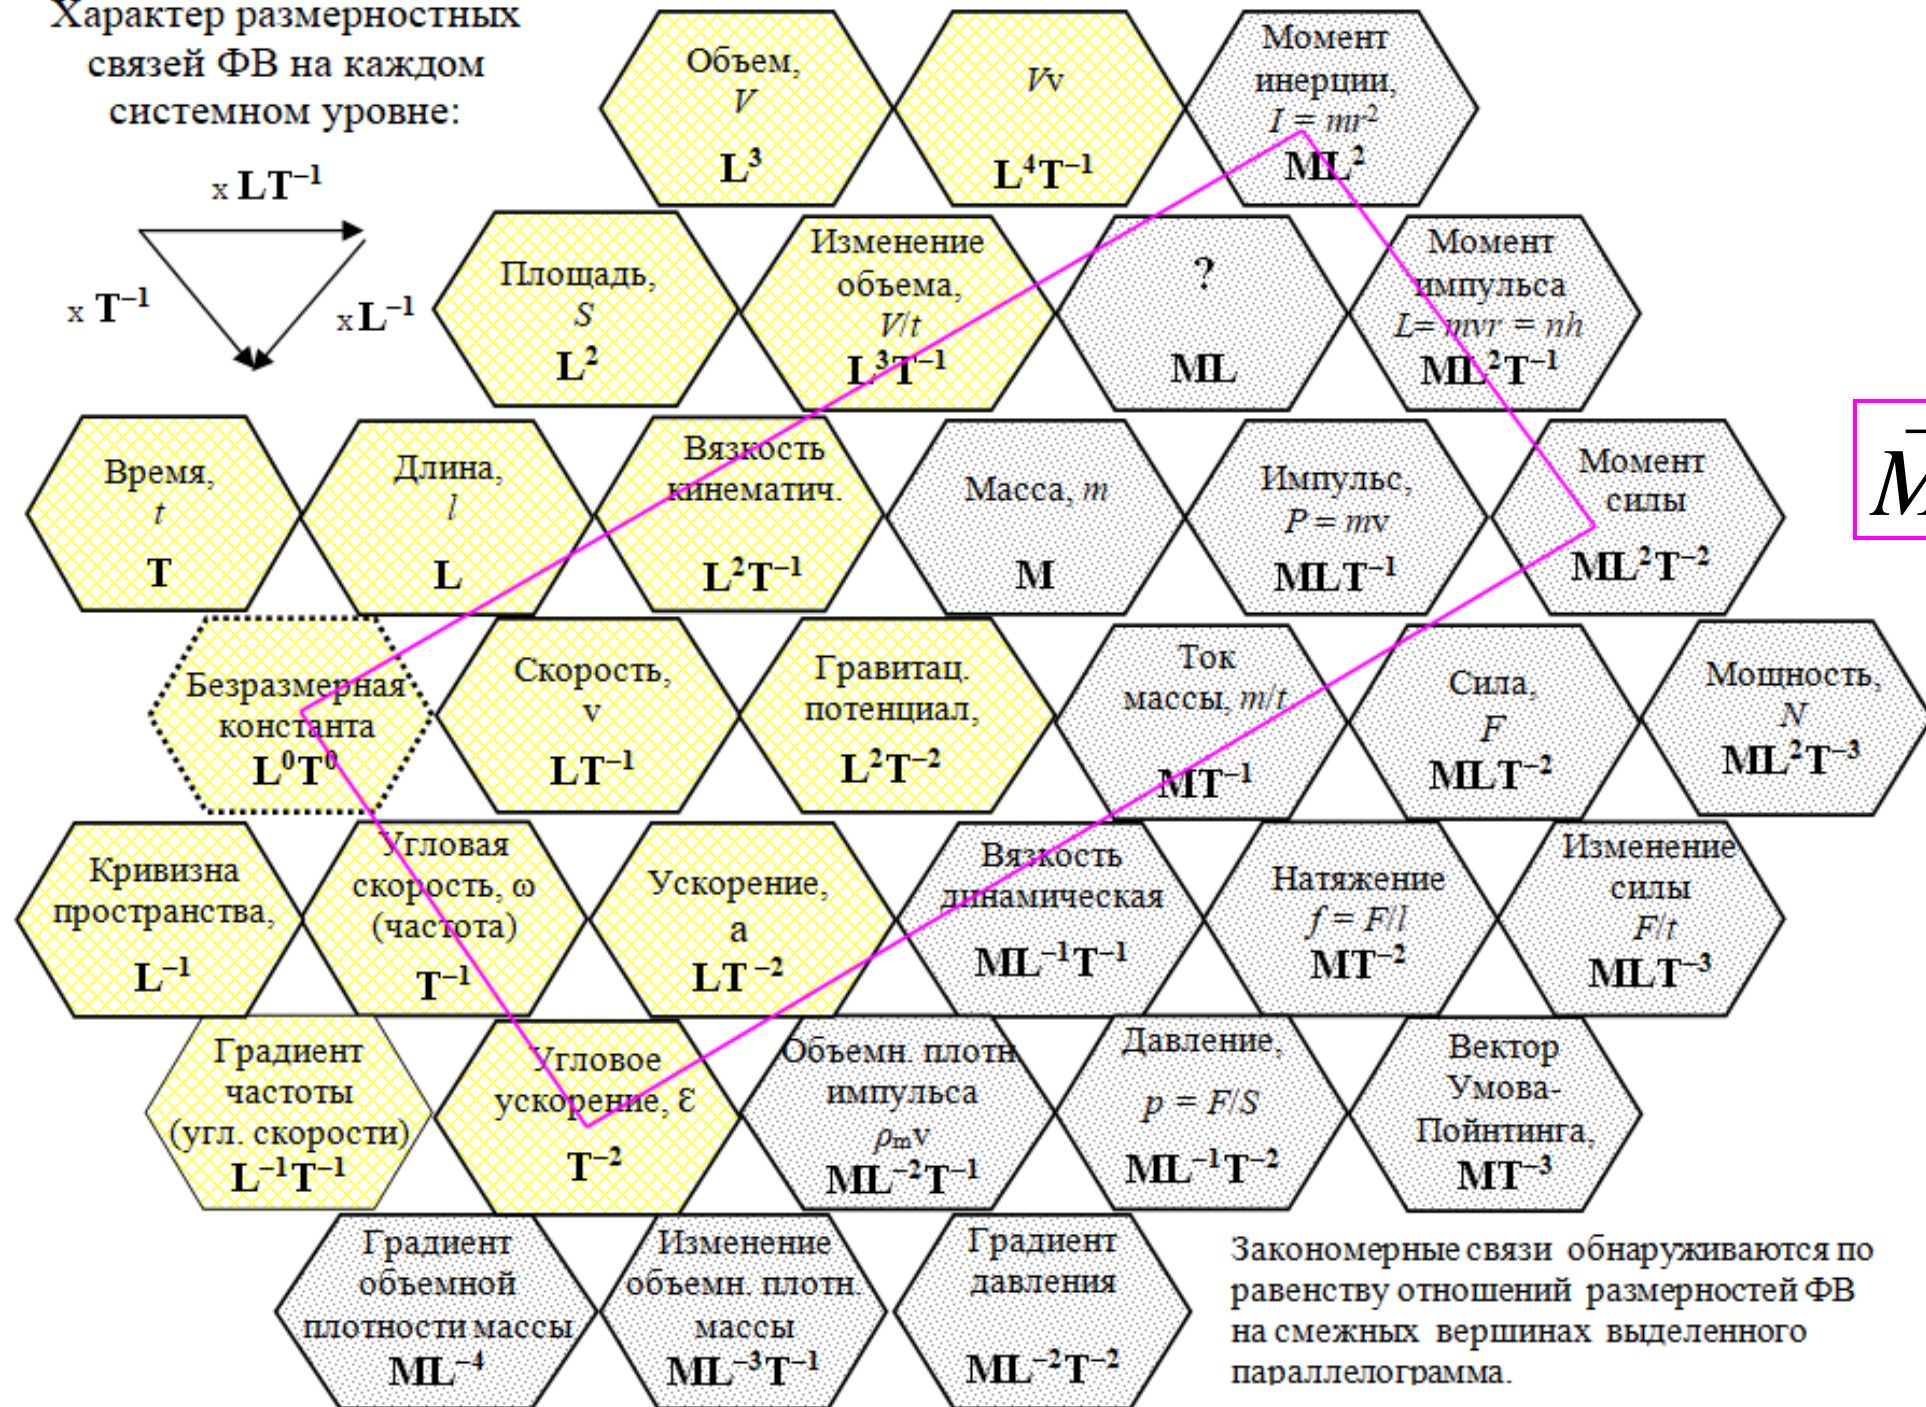 Характер размерностных
связей ФВ на каждом
системном уровне:
x LT⁻¹
x T⁻¹
x L⁻¹
Объем,
V
L³
Vv
L⁴T⁻¹
Момент
инерции,
I = mr²
ML²
Площадь,
S
L²
Изменение
объема,
V/t
L³T⁻¹
?
ML
Момент
импульса
L= mvr = nh
ML²T⁻¹
Время,
t
T
Длина,
l
L
Вязкость
кинематич.
L²T⁻¹
Масса, m
M
Импульс,
P = mv
MLT⁻¹
Момент
силы
ML²T⁻²
M
Безразмерная
константа
L⁰T⁰
Скорость,
v
LT⁻¹
Гравитац.
потенциал,
L²T⁻²
Ток
массы, m/t
MT⁻¹
Сила,
F
MLT⁻²
Мощность,
N
ML²T⁻³
Кривизна
пространства,
L⁻¹
Угловая
скорость, ω
(частота)
T⁻¹
Ускорение,
a
LT⁻²
Вязкость
динамическая
ML⁻¹T⁻¹
Натяжение
f = F/l
MT⁻²
Изменение
силы
F/t
MLT⁻³
Градиент
частоты
(угл. скорости)
L⁻¹T⁻¹
Угловое
ускорение, Ɛ
T⁻²
Объемн. плотн
импульса
ρₘv
ML⁻²T⁻¹
Давление,
p = F/S
ML⁻¹T⁻²
Вектор
Умова-
Пойнтинга,
MT⁻³
Градиент
объемной
плотности массы
ML⁻⁴
Изменение
объемн. плотн.
массы
ML⁻³T⁻¹
Градиент
давления
ML⁻²T⁻²
Закономерные связи обнаруживаются по
равенству отношений размерностей ФВ
на смежных вершинах выделенного
параллелограмма.